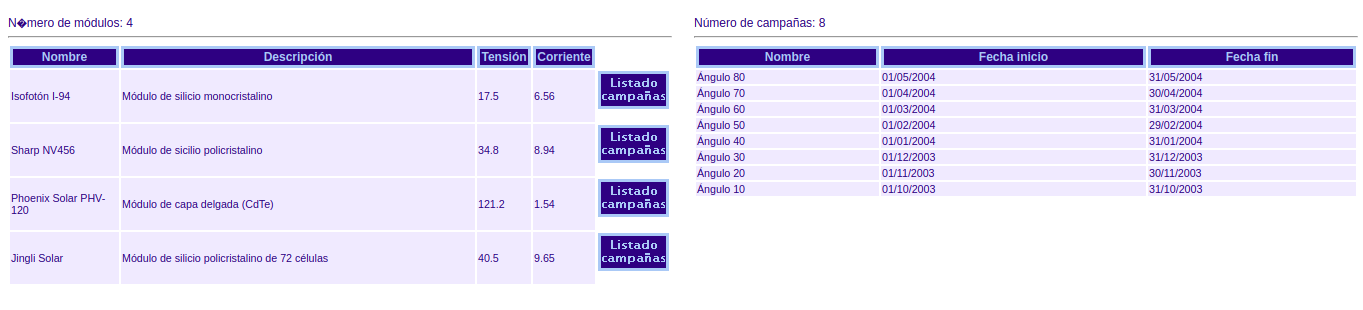 N�mero de módulos: 4
Nombre Descripción Tensión Corriente
Isofotón I-94 Módulo de silicio monocristalino 17.5 6.56 Listado
campañas
Sharp NV456 Módulo de sicilio policristalino 34.8 8.94 Listado
campañas
Phoenix Solar PHV-
120 Módulo de capa delgada (CdTe) 121.2 1.54 Listado
campañas
Jingli Solar Módulo de silicio policristalino de 72 células 40.5 9.65 Listado
campañas
Número de campañas: 8
Nombre Fecha inicio Fecha fin
Ángulo 80 01/05/2004 31/05/2004
Ángulo 70 01/04/2004 30/04/2004
Ángulo 60 01/03/2004 31/03/2004
Ángulo 50 01/02/2004 29/02/2004
Ángulo 40 01/01/2004 31/01/2004
Ángulo 30 01/12/2003 31/12/2003
Ángulo 20 01/11/2003 30/11/2003
Ángulo 10 01/10/2003 31/10/2003